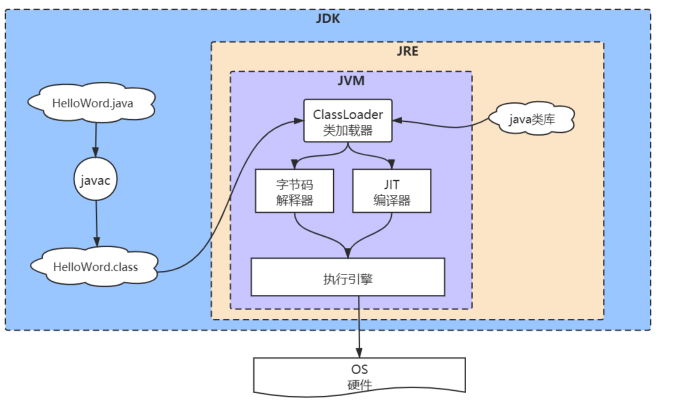 JDK
JRE
JVM
HelloWord.java
ClassLoader
类加载器
java类库
javac
字节码
解释器
JIT
编译器
HelloWord.class
执行引擎
OS
硬件